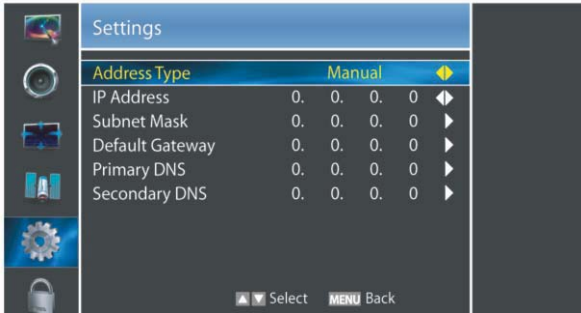 Settings
Address Type Manual
IP Address 0. 0. 0. 0
Subnet Mask 0. 0. 0. 0
Default Gateway 0. 0. 0. 0
Primary DNS 0. 0. 0. 0
Secondary DNS 0. 0. 0. 0
Select MENU Back